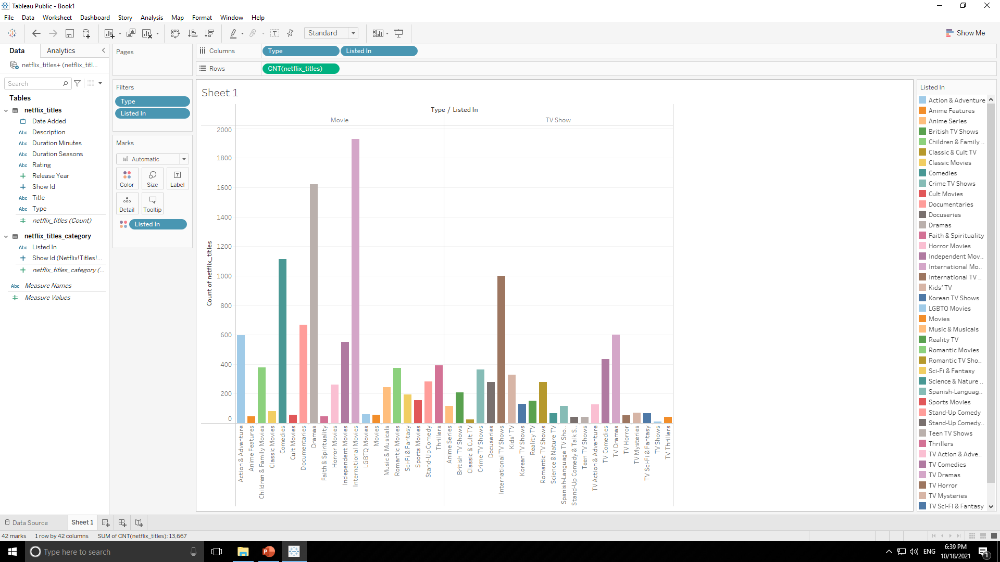 Tableau Public - Book1
File Data Worksheet Dashboard Story Analysis Map Format Window Help
Standard
Show Me
Data Analytics
netflix_titles+ (netflix_titl...
Search
Tables
netflix_titles
Date Added
Abc Description
Abc Duration Minutes
Abc Duration Seasons
Abc Rating
# Release Year
# Show Id
Abc Title
Abc Type
# netflix_titles (Count)
netflix_titles_category
Abc Listed In
# Show Id (Netflix!Titles!...
# netflix_titles_category (...
Abc Measure Names
# Measure Values
Pages
Filters
Type
Listed In
Marks
Automatic
Color Size Label
Detail Tooltip
Listed In
Columns Type Listed In
Rows CNT(netflix_titles)
Sheet 1
Type / Listed In
Movie TV Show
Count of netflix_titles
2000
1800
1600
1400
1200
1000
800
600
400
200
0
Action & Adventure
Anime Features
Children & Family Movies
Classic Movies
Comedies
Cult Movies
Documentaries
Dramas
Faith & Spirituality
Horror Movies
Independent Movies
International Movies
LGBTQ Movies
Movies
Music & Musicals
Romantic Movies
Sci-Fi & Fantasy
Sports Movies
Stand-Up Comedy
Thrillers
Anime Series
British TV Shows
Classic & Cult TV
Crime TV Shows
Docuseries
International TV Shows
Kids' TV
Korean TV Shows
Reality TV
Romantic TV Shows
Science & Nature TV
Spanish-Language TV Sho..
Stand-Up Comedy & Talk S..
Teen TV Shows
TV Action & Adventure
TV Comedies
TV Dramas
TV Horror
TV Mysteries
TV Sci-Fi & Fantasy
TV Shows
TV Thrillers
Listed In
Action & Adventure
Anime Features
Anime Series
British TV Shows
Children & Family ..
Classic & Cult TV
Classic Movies
Comedies
Crime TV Shows
Cult Movies
Documentaries
Docuseries
Dramas
Faith & Spirituality
Horror Movies
Independent Mov..
International Mo..
International TV ..
Kids' TV
Korean TV Shows
LGBTQ Movies
Movies
Music & Musicals
Reality TV
Romantic Movies
Romantic TV Sho..
Sci-Fi & Fantasy
Science & Nature ..
Spanish-Languag..
Sports Movies
Stand-Up Comedy
Stand-Up Comedy..
Teen TV Shows
Thrillers
TV Action & Adve..
TV Comedies
TV Dramas
TV Horror
TV Mysteries
TV Sci-Fi & Fantasy
Data Source Sheet 1
42 marks 1 row by 42 columns SUM of CNT(netflix_titles): 13,667
Type here to search
P
ENG
6:39 PM
10/18/2021
1